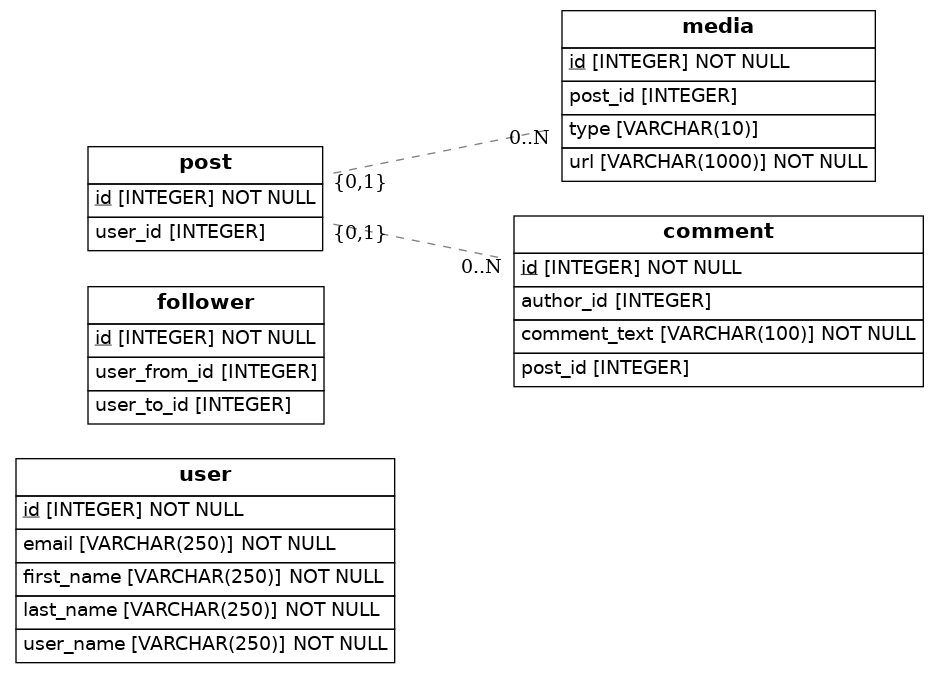 media
id [INTEGER] NOT NULL
post_id [INTEGER]
type [VARCHAR(10)]
url [VARCHAR(1000)] NOT NULL
0..N
{0,1}
post
id [INTEGER] NOT NULL
user_id [INTEGER]
{0,1}
0..N
comment
id [INTEGER] NOT NULL
author_id [INTEGER]
comment_text [VARCHAR(100)] NOT NULL
post_id [INTEGER]
follower
id [INTEGER] NOT NULL
user_from_id [INTEGER]
user_to_id [INTEGER]
user
id [INTEGER] NOT NULL
email [VARCHAR(250)] NOT NULL
first_name [VARCHAR(250)] NOT NULL
last_name [VARCHAR(250)] NOT NULL
user_name [VARCHAR(250)] NOT NULL